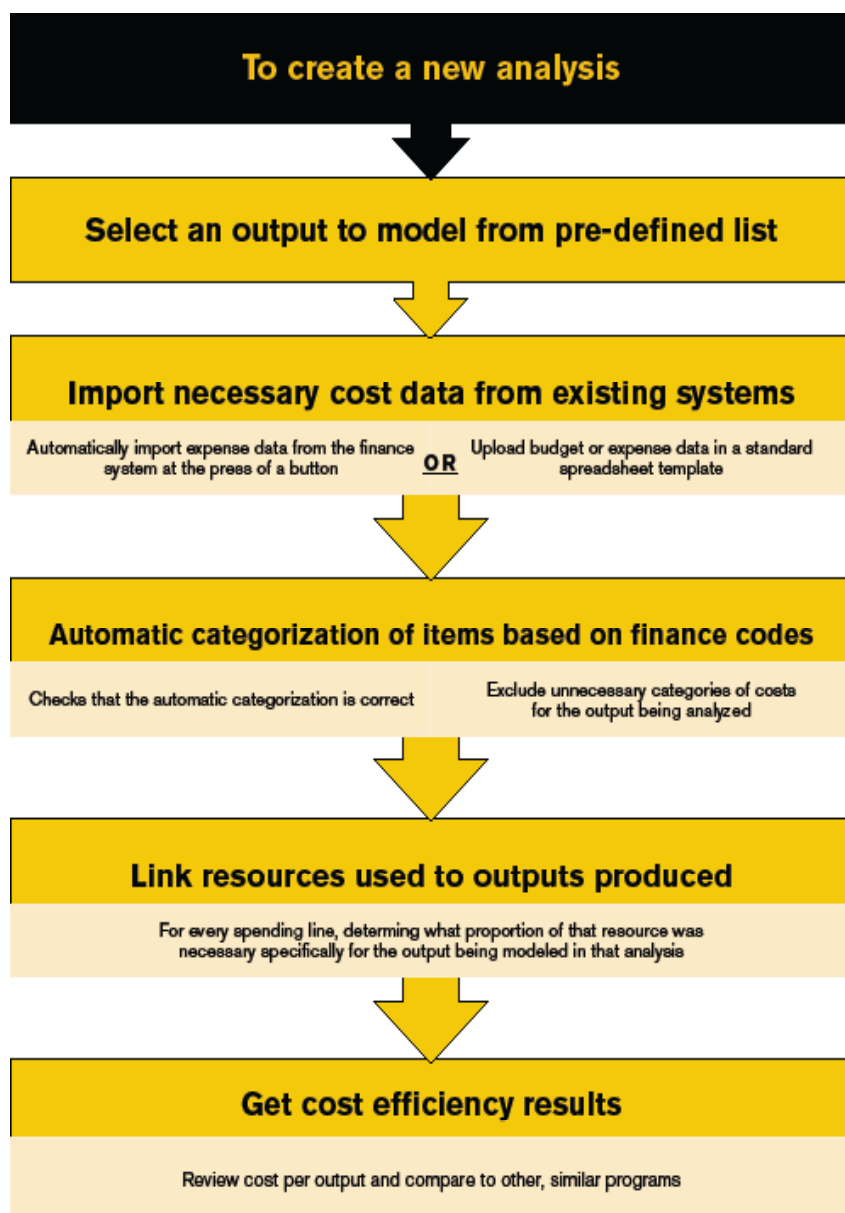 To create a new analysis
Select an output to model from pre-defined list
Import necessary cost data from existing systems
Automatically import expense data from the finance
system at the press of a button
OR
Upload budget or expense data in a standard
spreadsheet template
Automatic categorization of items based on finance codes
Checks that the automatic categorization is correct
Exclude unnecessary categories of costs
for the output being analyzed
Link resources used to outputs produced
For every spending line, determing what proportion of that resource was
necessary specifically for the output being modeled in that analysis
Get cost efficiency results
Review cost per output and compare to other, similar programs